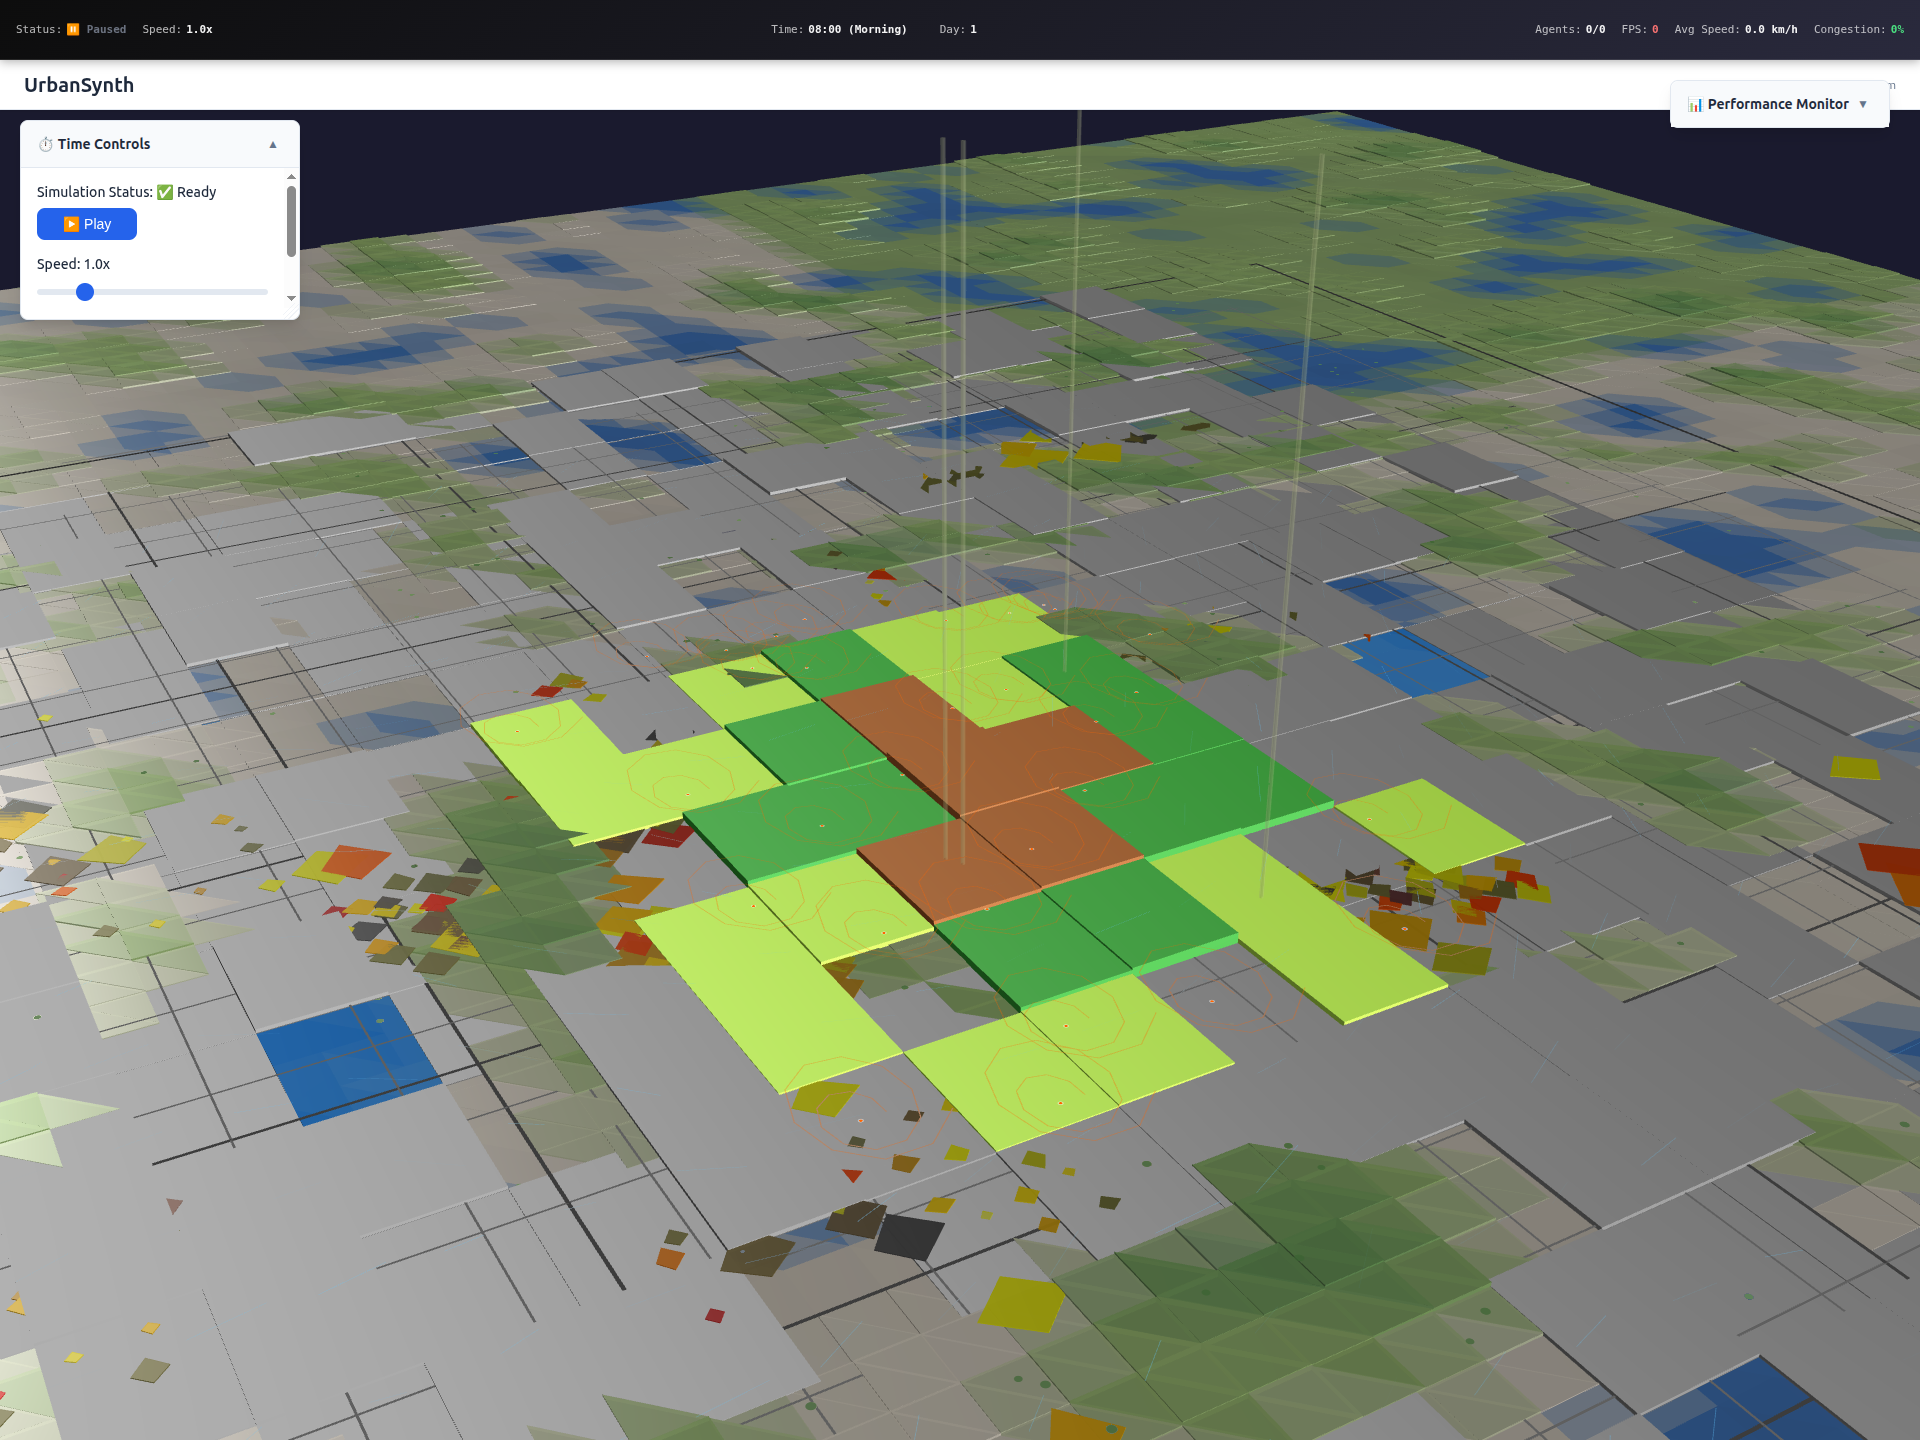 Status: ⏸ Paused Speed: 1.0x Time: 08:00 (Morning) Day: 1 Agents: 0/0 FPS: 0 Avg Speed: 0.0 km/h Congestion: 0%
UrbanSynth
📊 Performance Monitor ▼
⏱ Time Controls ▲
Simulation Status: ✅ Ready
▶ Play
Speed: 1.0x